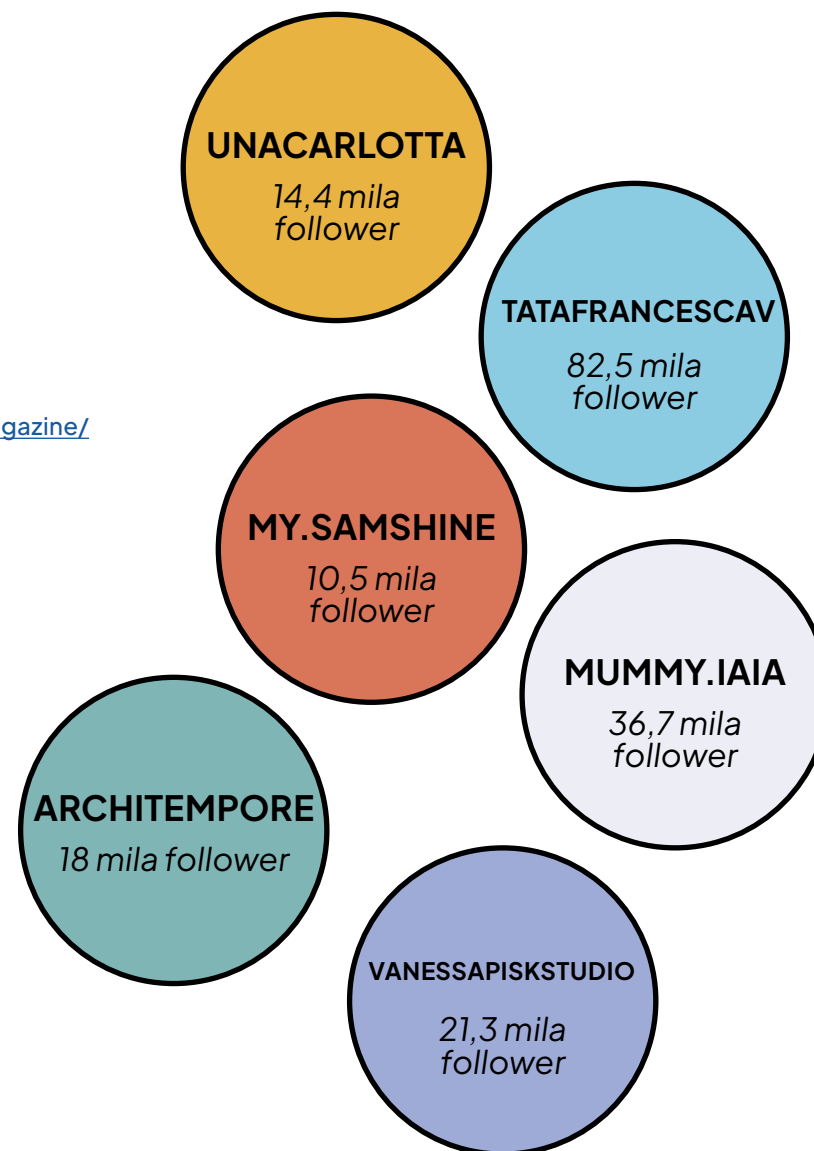 UNACARLOTTA
14,4 mila
follower
TATAFRANCESCAV
82,5 mila
follower
gazine/
MY.SAMSHINE
10,5 mila
follower
MUMMY.IAIA
36,7 mila
follower
ARCHITEMPORE
18 mila follower
VANESSAPISKSTUDIO
21,3 mila
follower